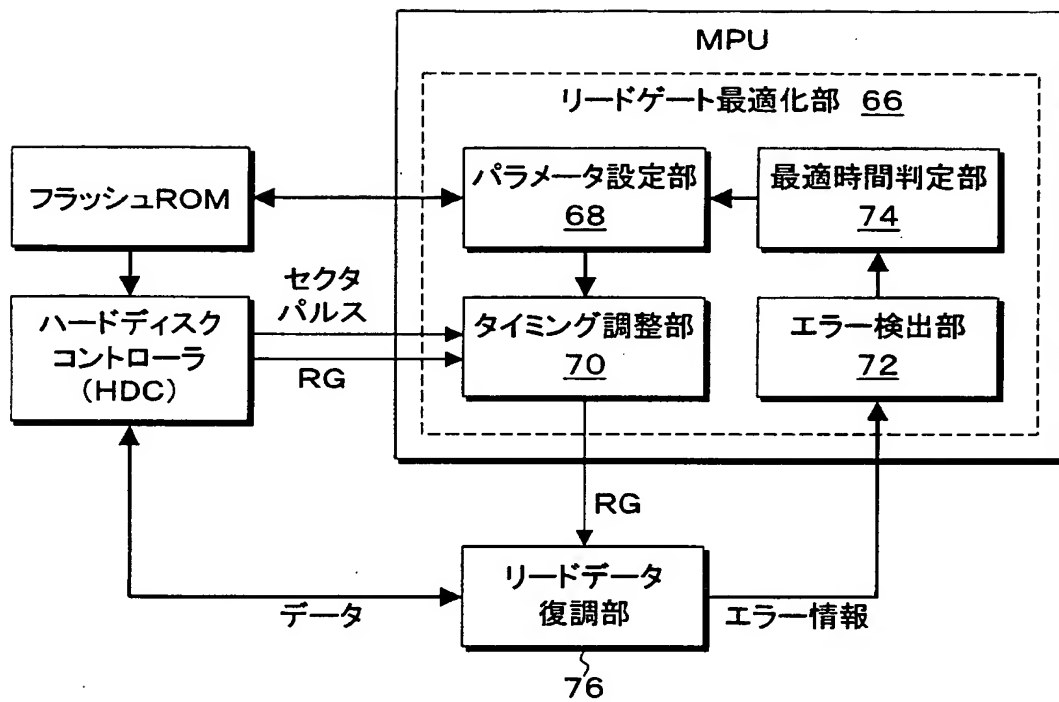 MPU
リードゲート最適化部 66
フラッシュROM
パラメータ設定部
68
最適時間判定部
74
ハードディスク
コントローラ
(HDC)
セクタ
パルス
RG
タイミング調整部
70
エラー検出部
72
RG
データ
リードデータ
復調部
エラー情報
76